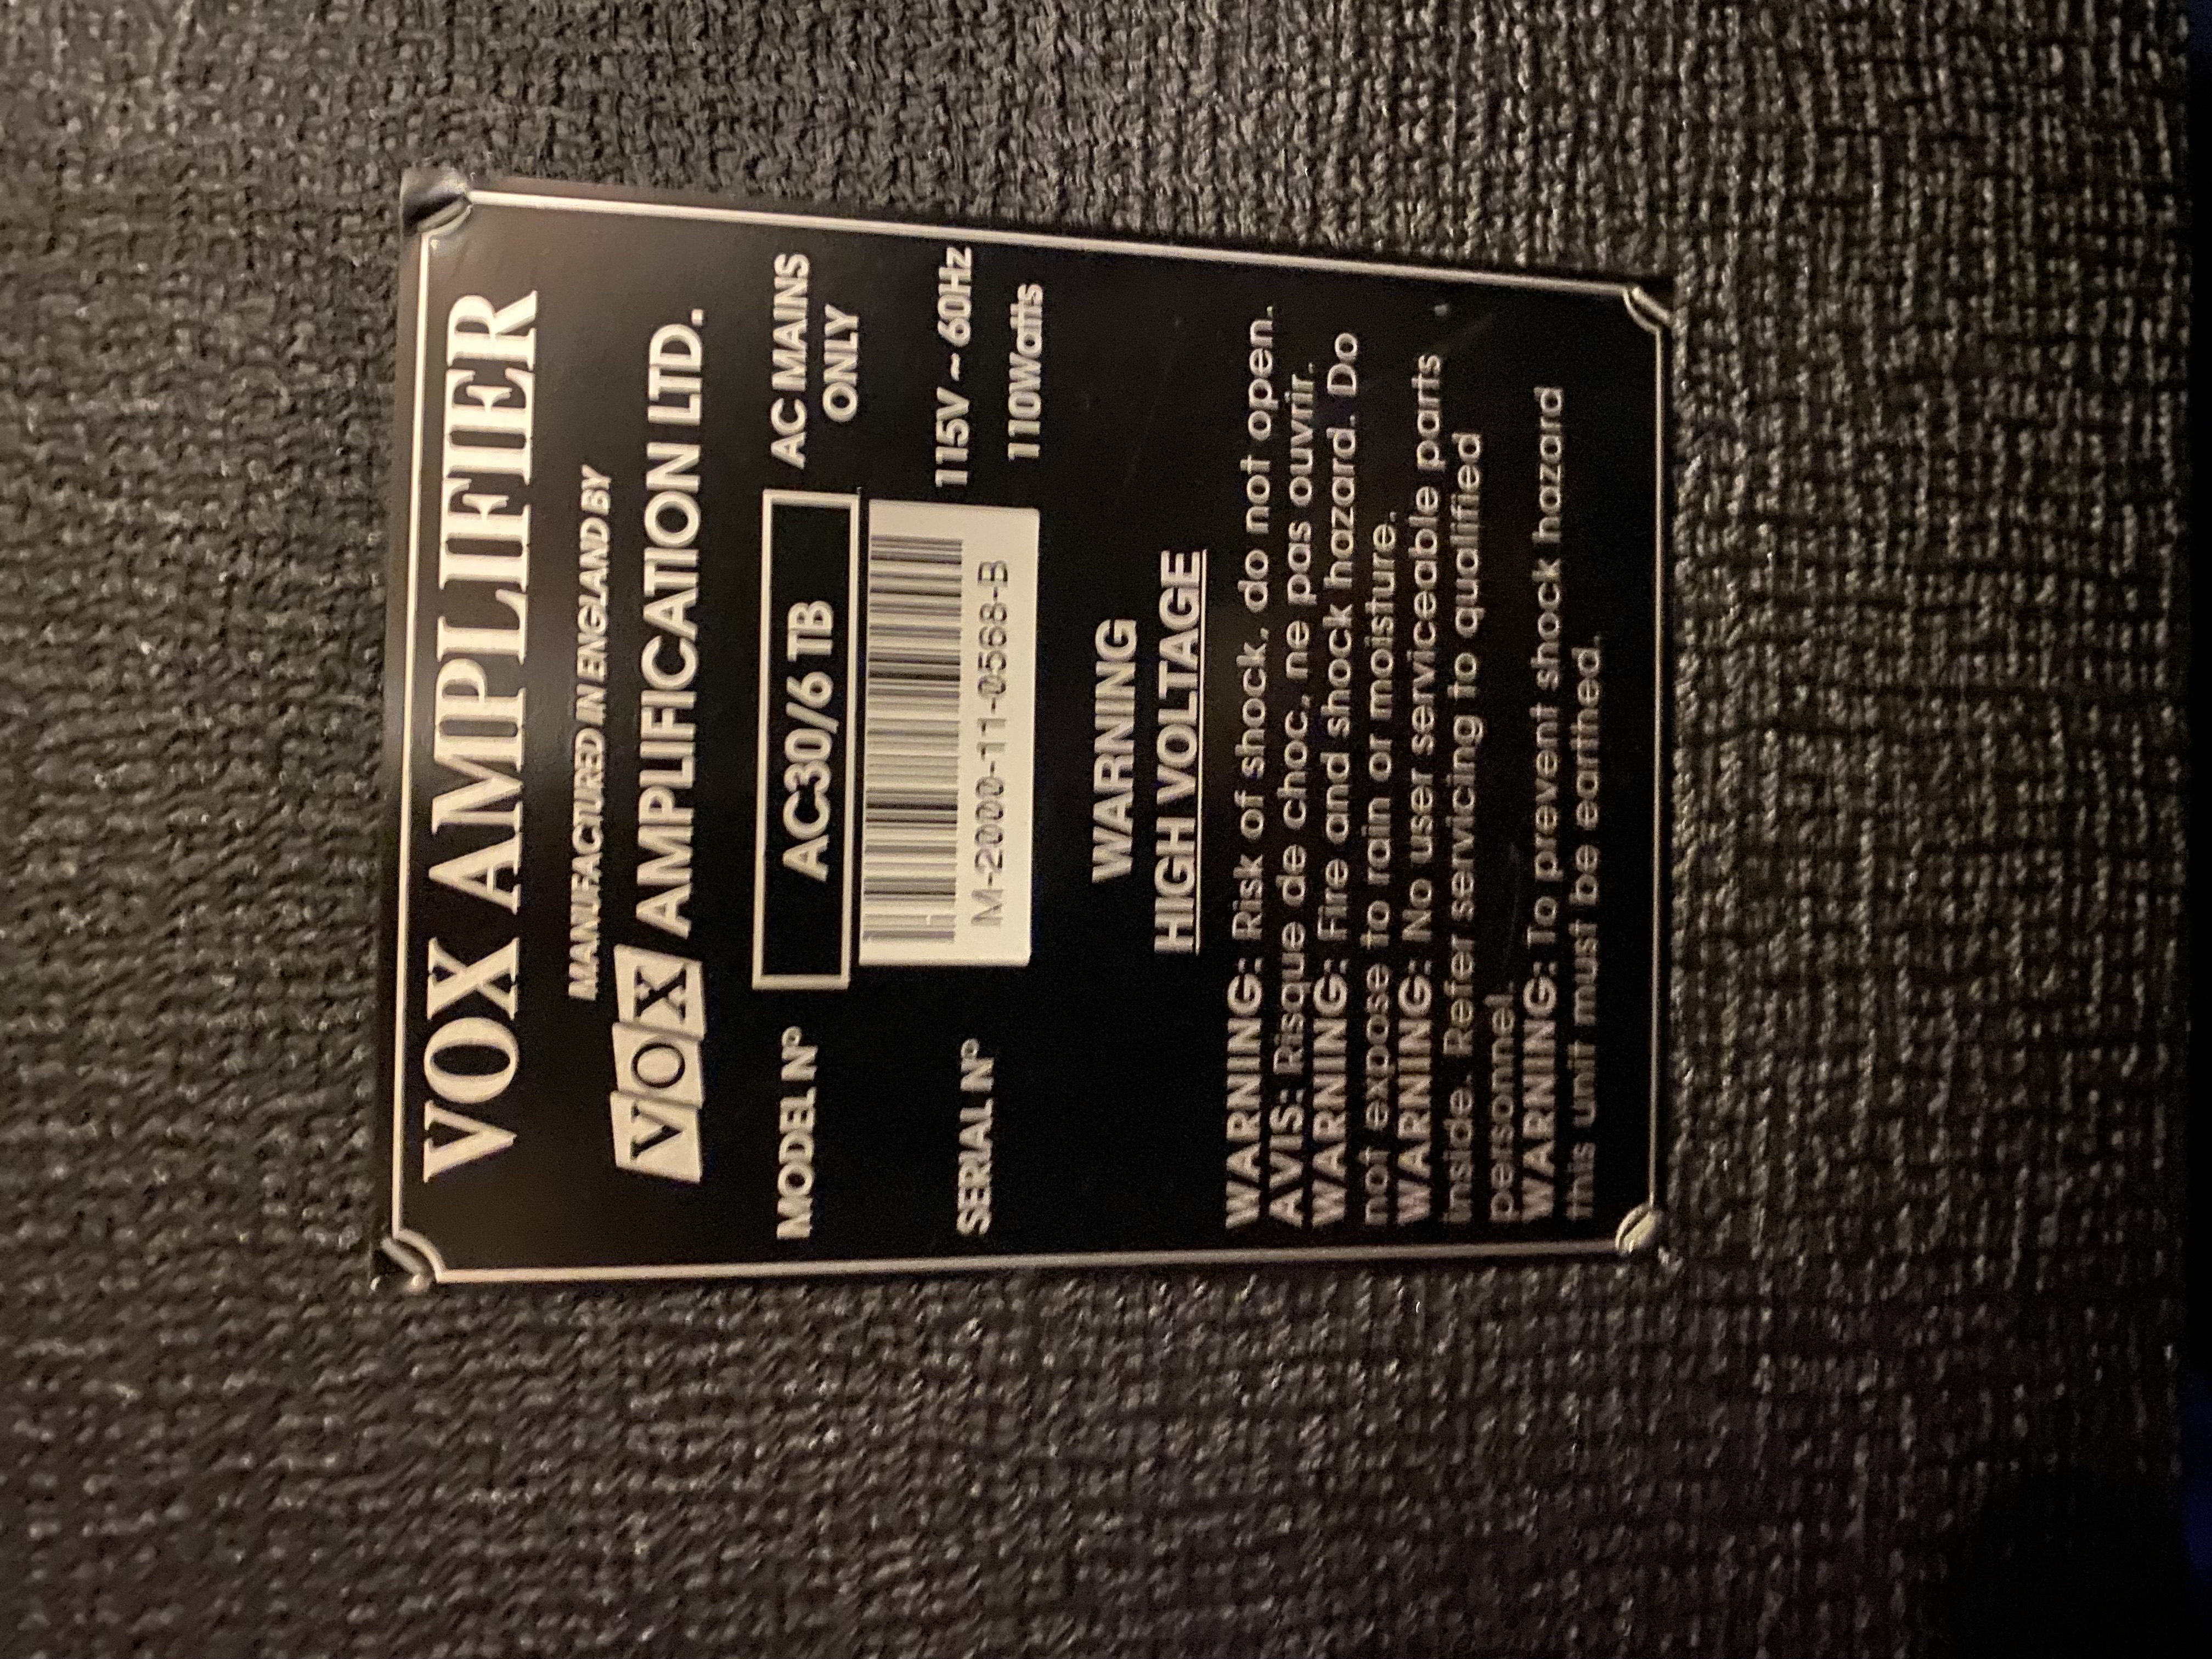 VOX AMPLIFIER
MANUFACTURED IN ENGLAND BY
VOX AMPLIFICATION LTD.
MODEL Nº AC30/6 TB AC MAINS
ONLY
SERIAL Nº M-2000-11-0568-B 115V ~ 60Hz
110Watts
WARNING
HIGH VOLTAGE
WARNING: Risk of shock, do not open.
AVIS: Risque de choc, ne pas ouvrir.
WARNING: Fire and shock hazard. Do
not expose to rain or moisture.
WARNING: No user serviceable parts
inside. Refer servicing to qualified
personnel.
WARNING: To prevent shock hazard
this unit must be earthed.